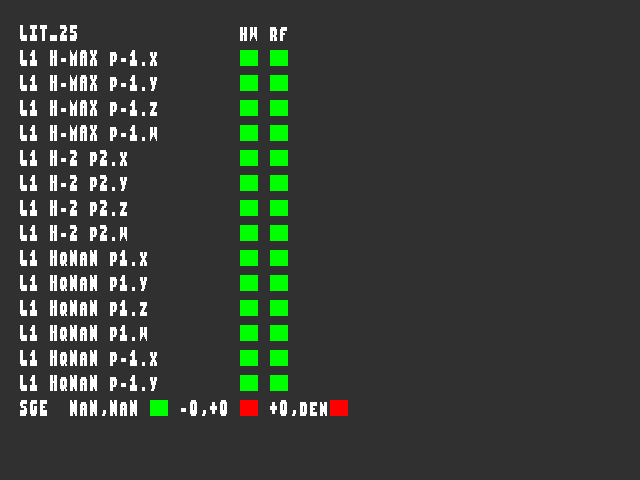 LIT_25 HW RF
L1 H-MAX P-1.X
L1 H-MAX P-1.Y
L1 H-MAX P-1.Z
L1 H-MAX P-1.W
L1 H-2 P2.X
L1 H-2 P2.Y
L1 H-2 P2.Z
L1 H-2 P2.W
L1 HQNAN P1.X
L1 HQNAN P1.Y
L1 HQNAN P1.Z
L1 HQNAN P1.W
L1 HQNAN P-1.X
L1 HQNAN P-1.Y
SGE NAN,NAN -0,+0 +0,DEN